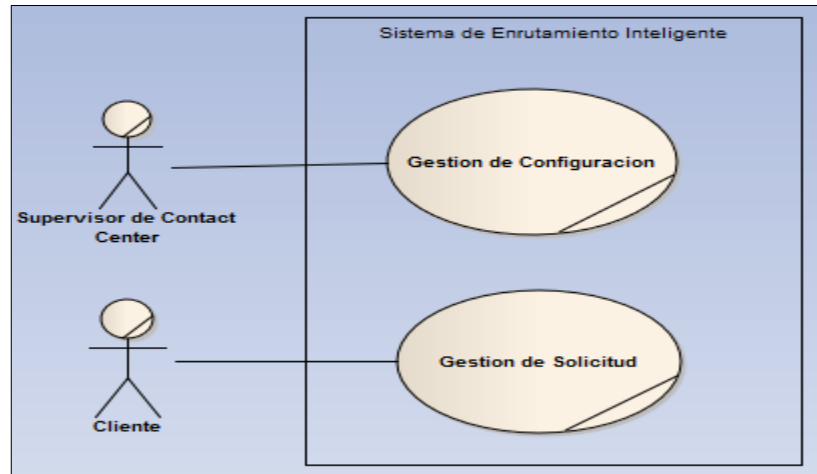 Sistema de Enrutamiento Inteligente
Gestion de Configuracion
Supervisor de Contact
Center
Gestion de Solicitud
Cliente